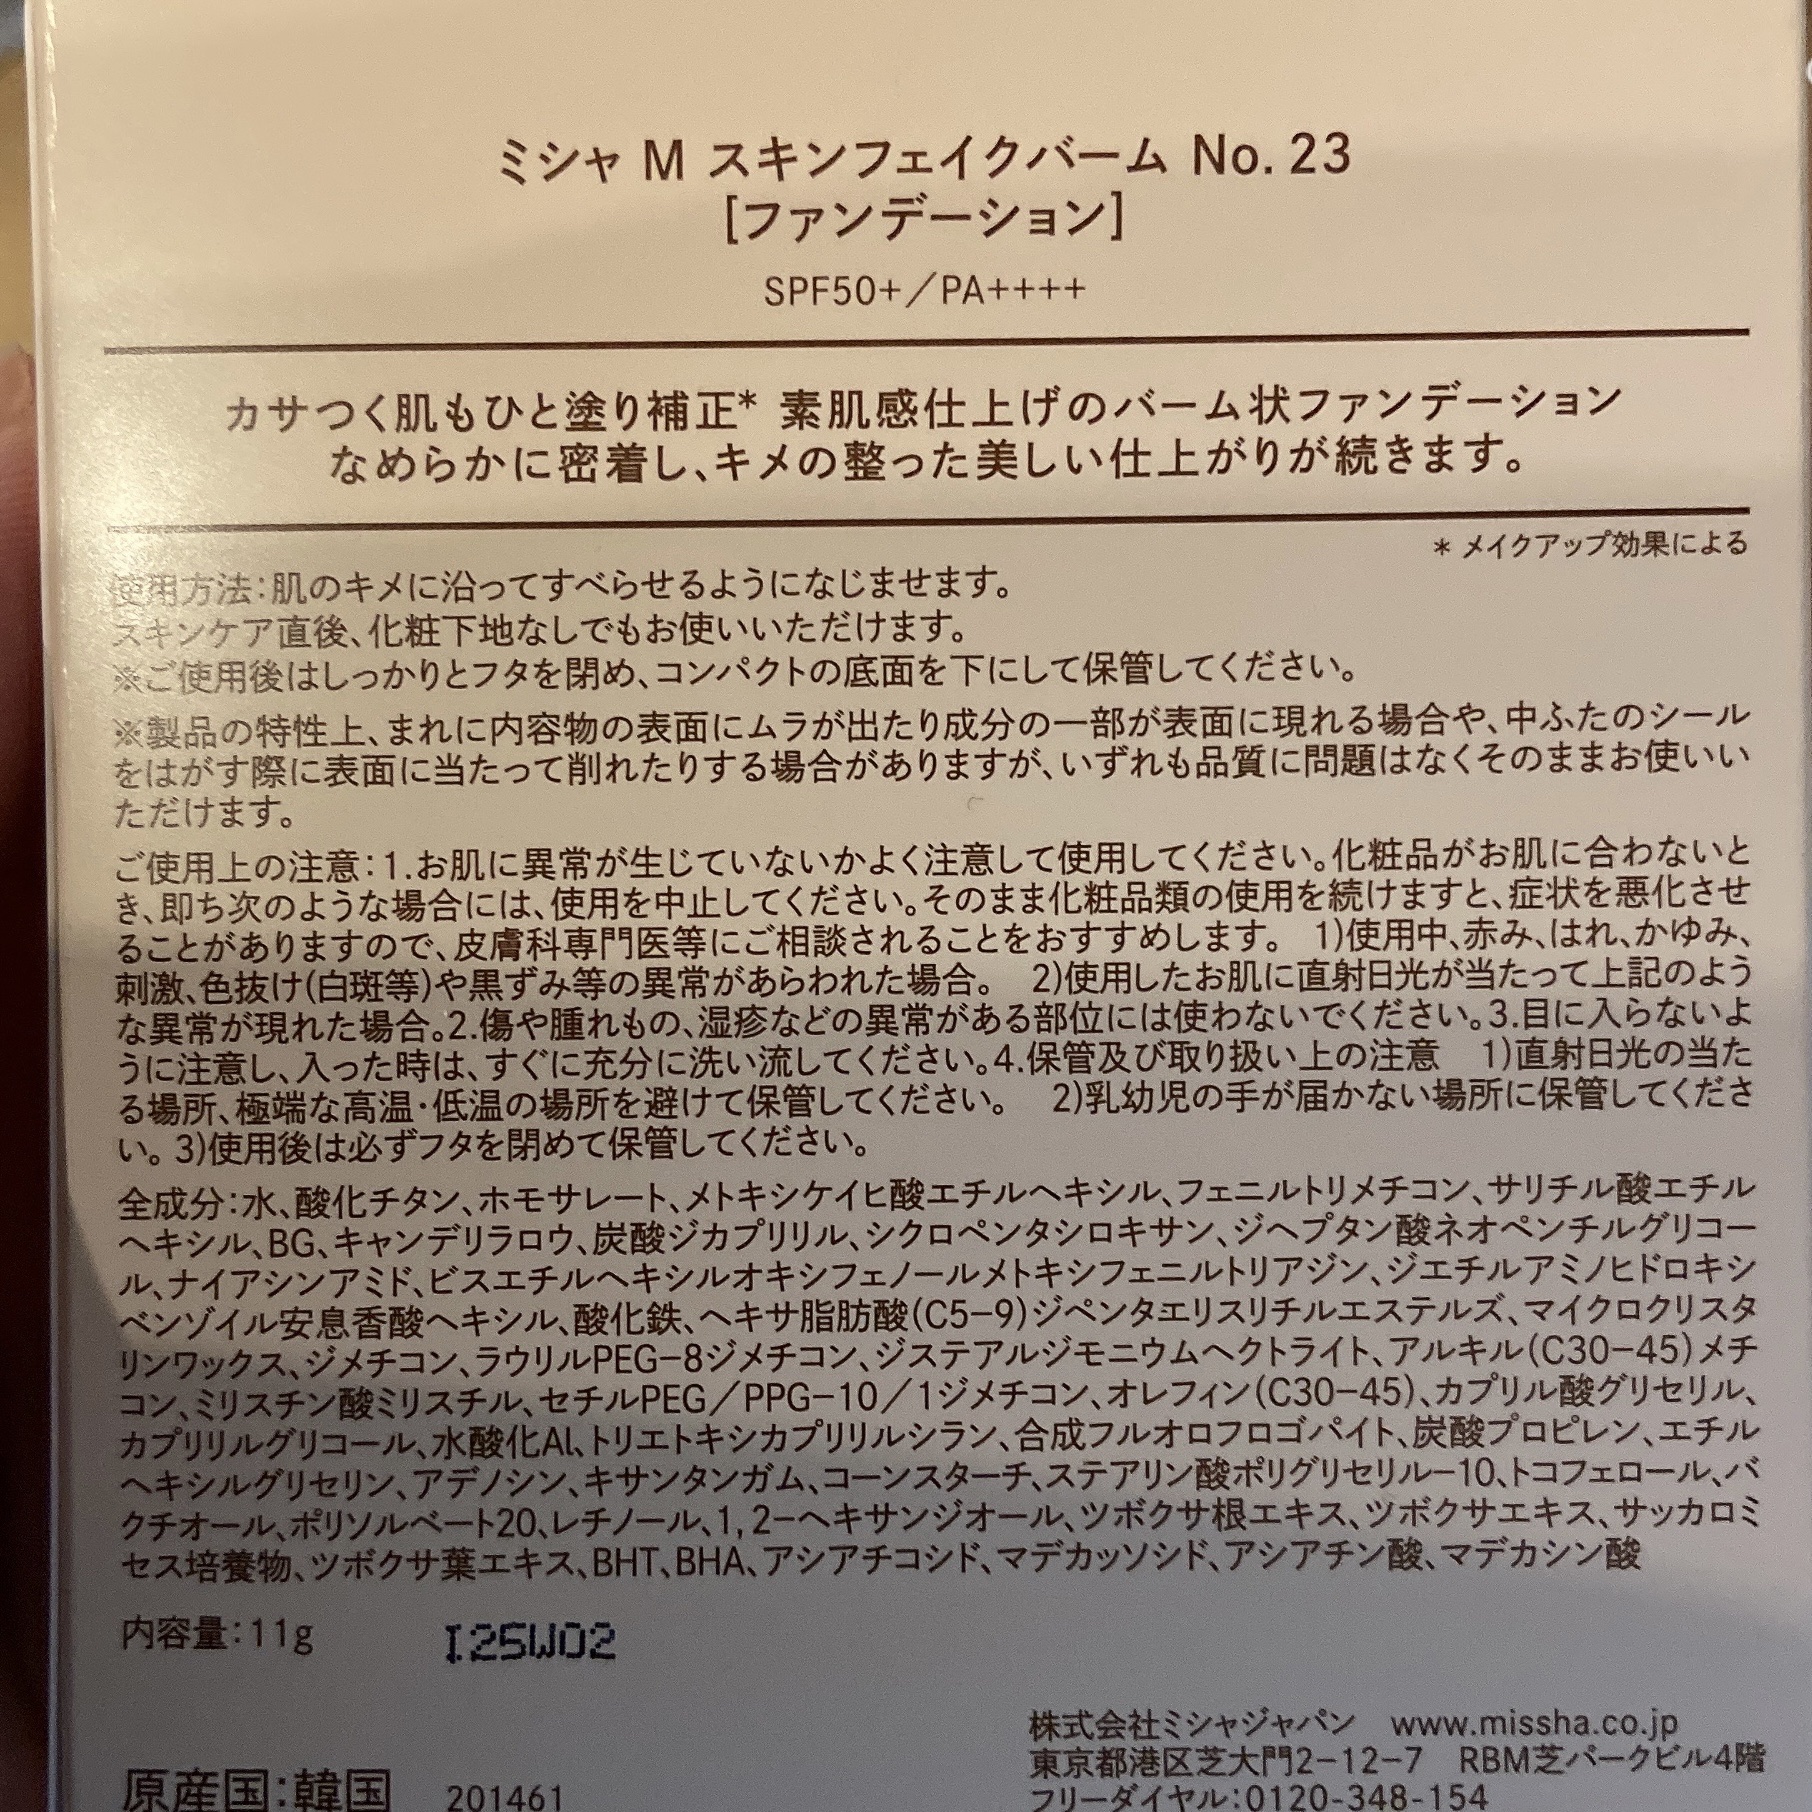 ミシャ M スキンフェイクバーム No. 23
[ファンデーション]
SPF50+／PA++++
カサつく肌もひと塗り補正* 素肌感仕上げのバーム状ファンデーション
なめらかに密着し、キメの整った美しい仕上がりが続きます。
* メイクアップ効果による
使用方法：肌のキメに沿ってすべらせるようになじませます。
スキンケア直後、化粧下地なしでもお使いいただけます。
※ご使用後はしっかりとフタを閉め、コンパクトの底面を下にして保管してください。
※製品の特性上、まれに内容物の表面にムラが出たり成分の一部が表面に現れる場合や、中ふたのシール
をはがす際に表面に当たって削れたりする場合がありますが、いずれも品質に問題はなくそのままお使いい
ただけます。
ご使用上の注意：1.お肌に異常が生じていないかよく注意して使用してください。化粧品がお肌に合わないと
き、即ち次のような場合には、使用を中止してください。そのまま化粧品類の使用を続けますと、症状を悪化させ
ることがありますので、皮膚科専門医等にご相談されることをおすすめします。　1)使用中、赤み、はれ、かゆみ、
刺激、色抜け(白斑等)や黒ずみ等の異常があらわれた場合。　2)使用したお肌に直射日光が当たって上記のよう
な異常が現れた場合。2.傷や腫れもの、湿疹などの異常がある部位には使わないでください。3.目に入らないよ
うに注意し、入った時は、すぐに充分に洗い流してください。4.保管及び取り扱い上の注意　1)直射日光の当た
る場所、極端な高温・低温の場所を避けて保管してください。　2)乳幼児の手が届かない場所に保管してくださ
い。3)使用後は必ずフタを閉めて保管してください。
全成分：水、酸化チタン、ホモサレート、メトキシケイヒ酸エチルヘキシル、フェニルトリメチコン、サリチル酸エチル
ヘキシル、BG、キャンデリラロウ、炭酸ジカプリリル、シクロペンタシロキサン、ジヘプタン酸ネオペンチルグリコー
ル、ナイアシンアミド、ビスエチルヘキシルオキシフェノールメトキシフェニルトリアジン、ジエチルアミノヒドロキシ
ベンゾイル安息香酸ヘキシル、酸化鉄、ヘキサ脂肪酸(C5−9)ジペンタエリスリチルエステルズ、マイクロクリスタ
リンワックス、ジメチコン、ラウリルPEG−8ジメチコン、ジステアルジモニウムヘクトライト、アルキル(C30−45)メチ
コン、ミリスチン酸ミリスチル、セチルPEG／PPG−10／1ジメチコン、オレフィン(C30−45)、カプリル酸グリセリル、
カプリリルグリコール、水酸化Al、トリエトキシカプリリルシラン、合成フルオロフロゴパイト、炭酸プロピレン、エチル
ヘキシルグリセリン、アデノシン、キサンタンガム、コーンスターチ、ステアリン酸ポリグリセリル−10、トコフェロール、バ
クチオール、ポリソルベート20、レチノール、1, 2−ヘキサンジオール、ツボクサ根エキス、ツボクサエキス、サッカロミ
セス培養物、ツボクサ葉エキス、BHT、BHA、アシアチコシド、マデカッソシド、アシアチン酸、マデカシン酸
内容量：11g　I25W02
株式会社ミシャジャパン　www.missha.co.jp
東京都港区芝大門2−12−7　RBM芝パークビル4階
フリーダイヤル：0120-348-154
原産国：韓国　201461